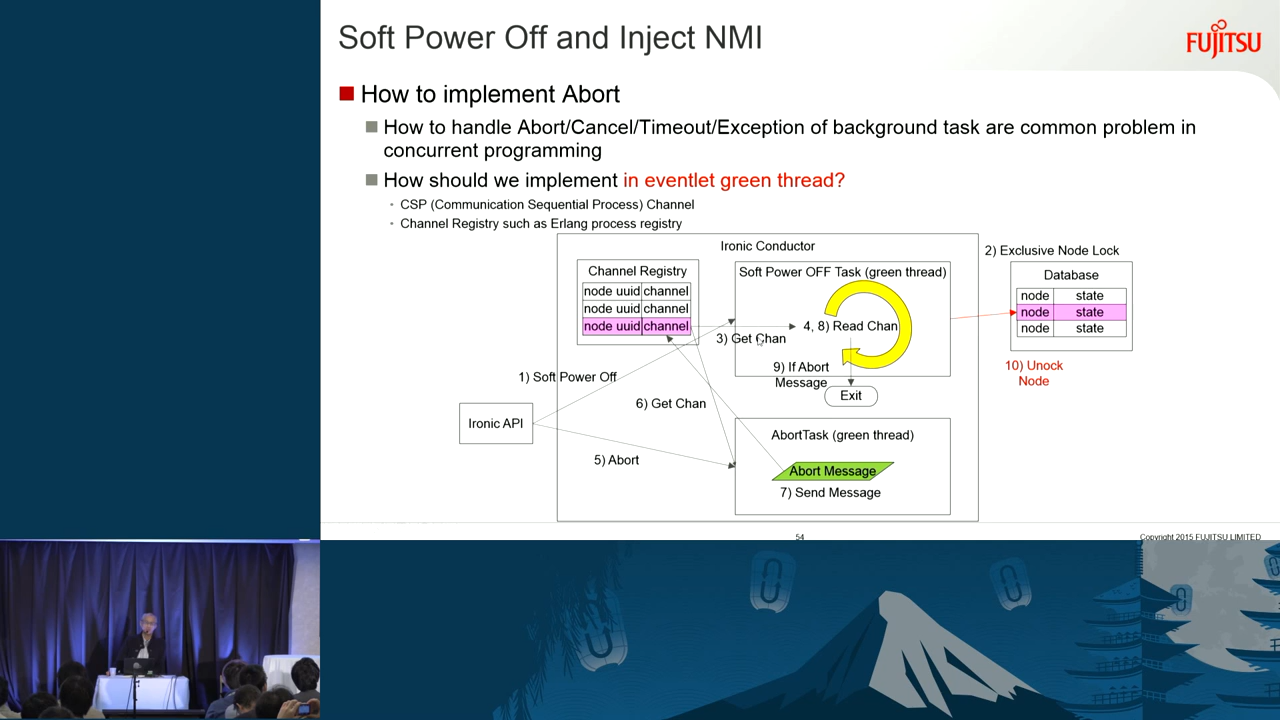 Soft Power Off and Inject NMI
FUJITSU
How to implement Abort
How to handle Abort/Cancel/Timeout/Exception of background task are common problem in
concurrent programming
How should we implement in eventlet green thread?
CSP (Communication Sequential Process) Channel
Channel Registry such as Erlang process registry
Ironic Conductor
2) Exclusive Node Lock
Channel Registry
node uuid channel
node uuid channel
node uuid channel
Soft Power OFF Task (green thread)
4, 8) Read Chan
3) Get Chan
9) If Abort
Message
Exit
Database
node state
node state
node state
10) Unock
Node
1) Soft Power Off
6) Get Chan
Ironic API
5) Abort
AbortTask (green thread)
Abort Message
7) Send Message
54
Copyright 2015 FUJITSU LIMITED